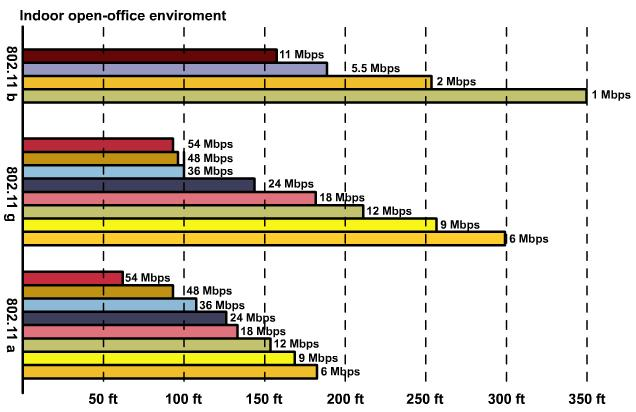 Indoor open-office enviroment
802.11 b
11 Mbps
5.5 Mbps
2 Mbps
1 Mbps
802.11 g
54 Mbps
48 Mbps
36 Mbps
24 Mbps
18 Mbps
12 Mbps
9 Mbps
6 Mbps
802.11 a
54 Mbps
48 Mbps
36 Mbps
24 Mbps
18 Mbps
12 Mbps
9 Mbps
6 Mbps
50 ft 100 ft 150 ft 200 ft 250 ft 300 ft 350 ft